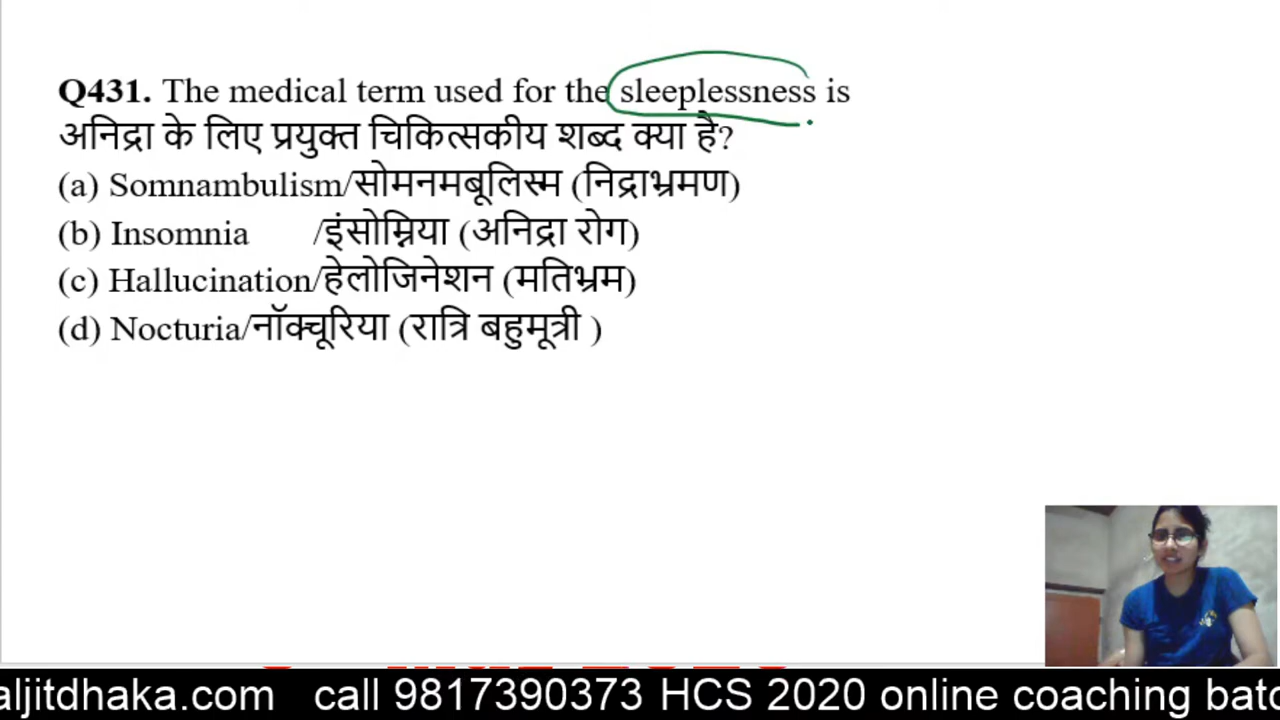 Q431. The medical term used for the sleeplessness is
अनिद्रा के लिए प्रयुक्त चिकित्सकीय शब्द क्या है?
(a) Somnambulism/सोमनमबूलिस्म (निद्राभ्रमण)
(b) Insomnia /इंसोम्निया (अनिद्रा रोग)
(c) Hallucination/हेलोजिनेशन (मतिभ्रम)
(d) Nocturia/नॉक्चूरिया (रात्रि बहुमूत्री )
aljitdhaka.com call 9817390373 HCS 2020 online coaching batc